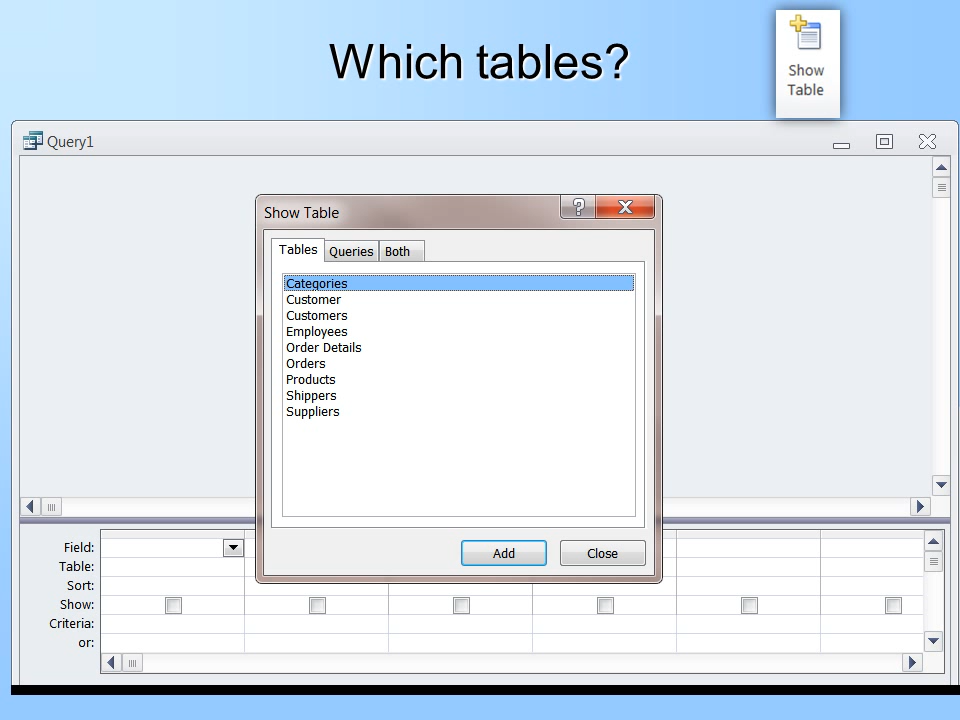 Which tables?
Show
Table
Query1
Show Table
Tables Queries Both
Categories
Customer
Customers
Employees
Order Details
Orders
Products
Shippers
Suppliers
Add Close
Field:
Table:
Sort:
Show:
Criteria:
or: